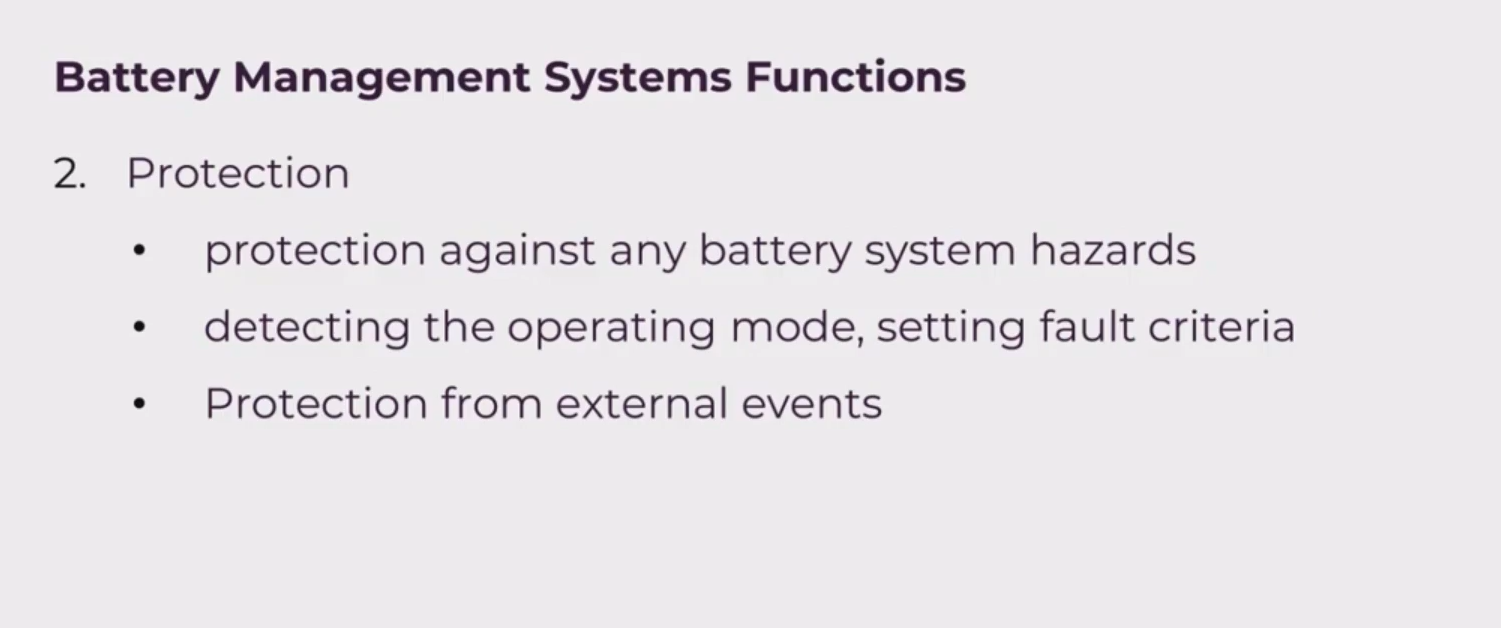 Battery Management Systems Functions
2. Protection
• protection against any battery system hazards
• detecting the operating mode, setting fault criteria
• Protection from external events